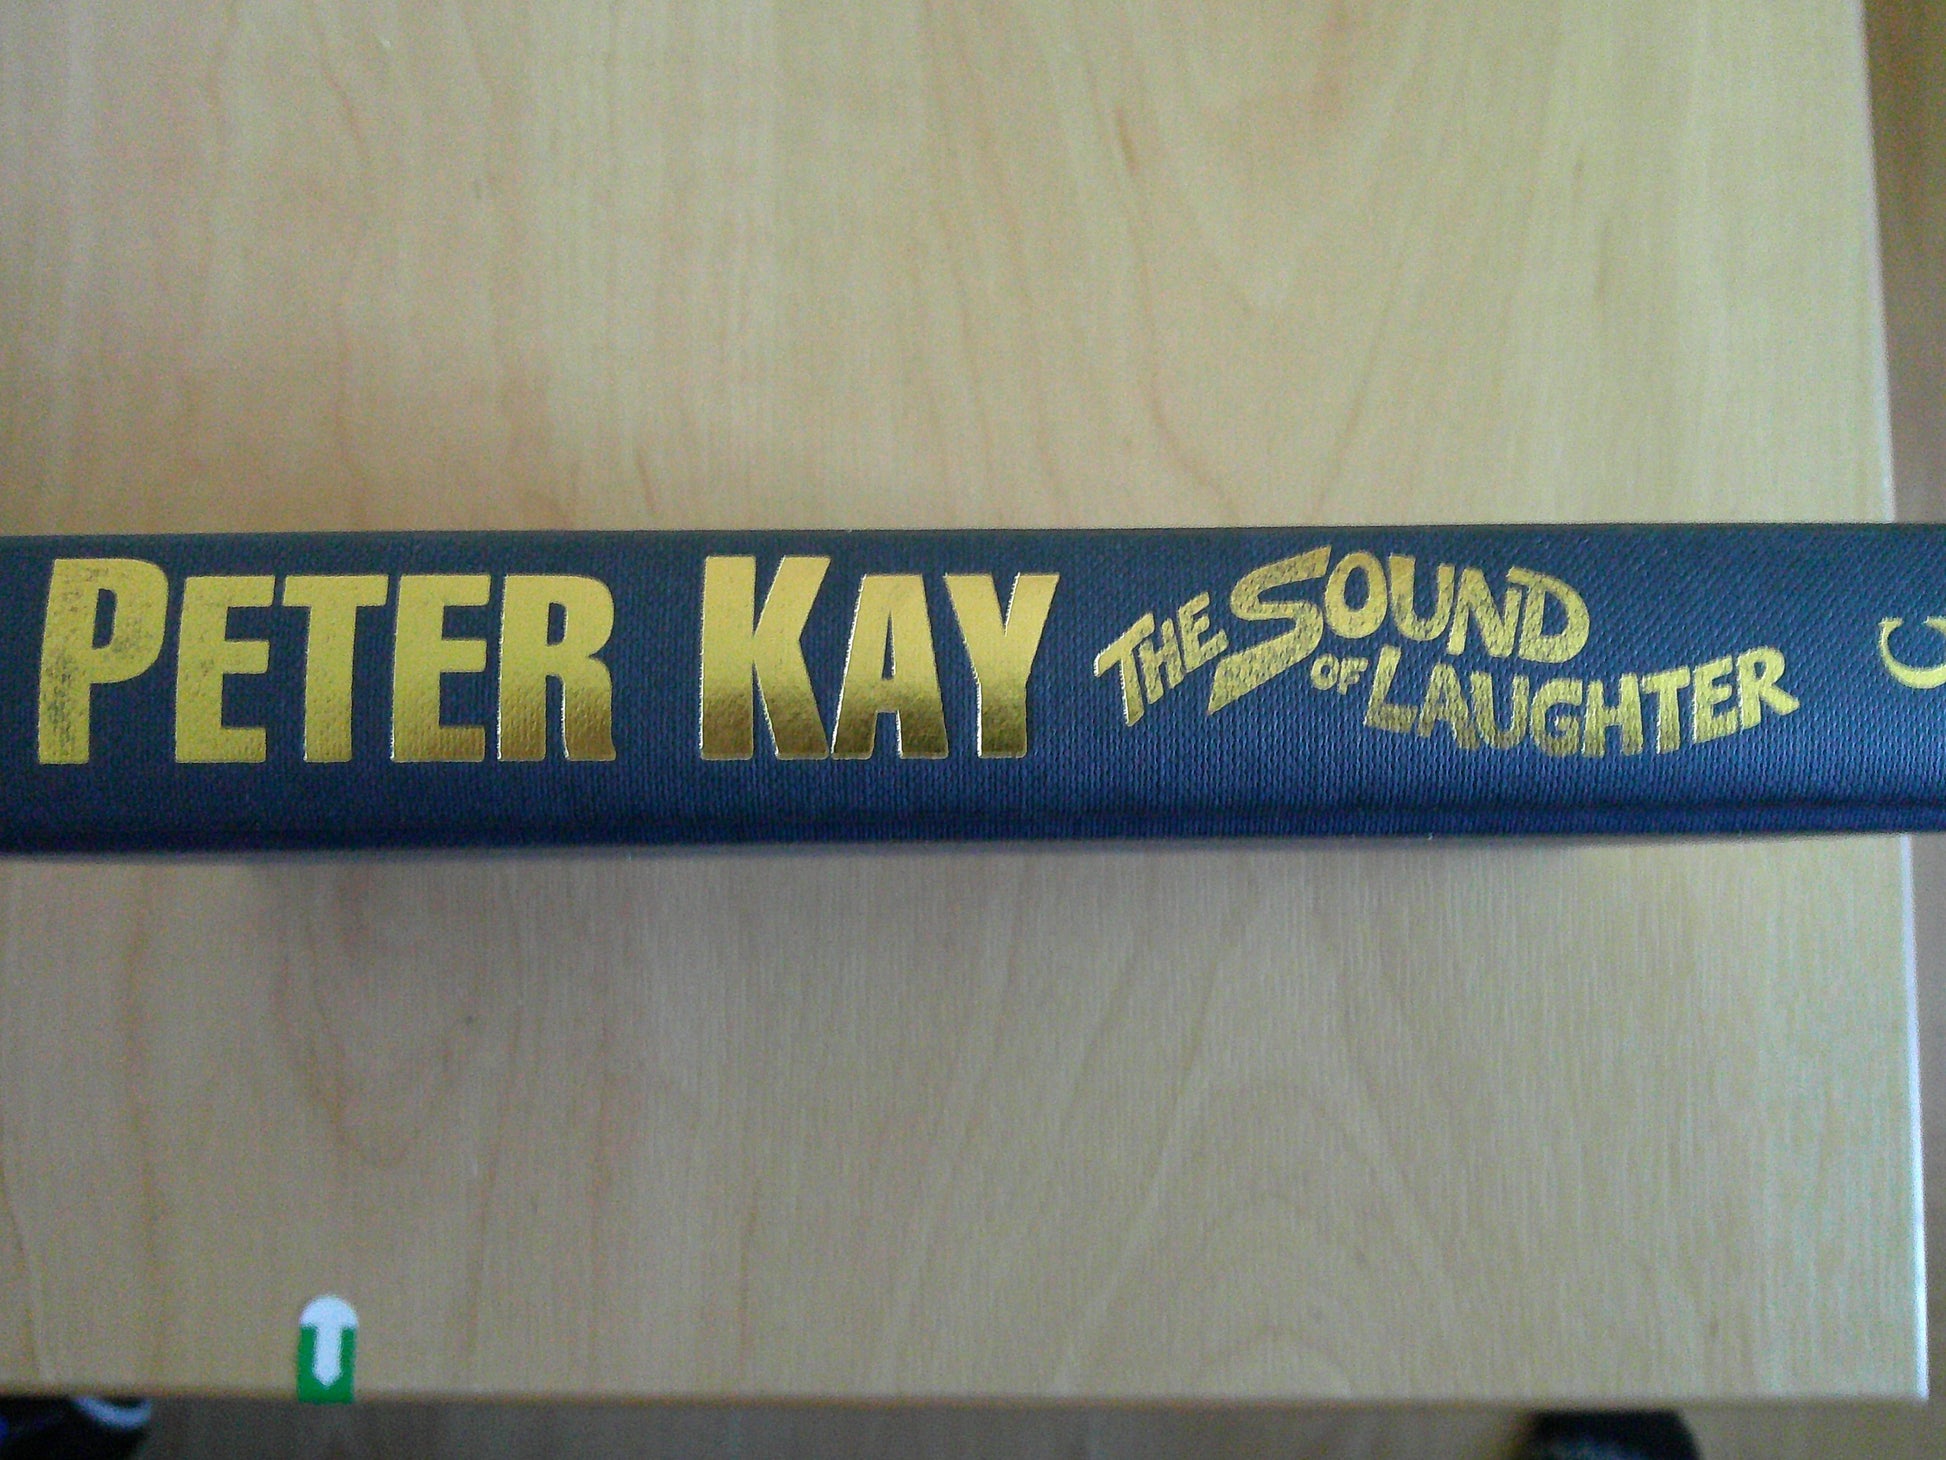 PETER KAY
THE SOUND
OF LAUGHTER
C